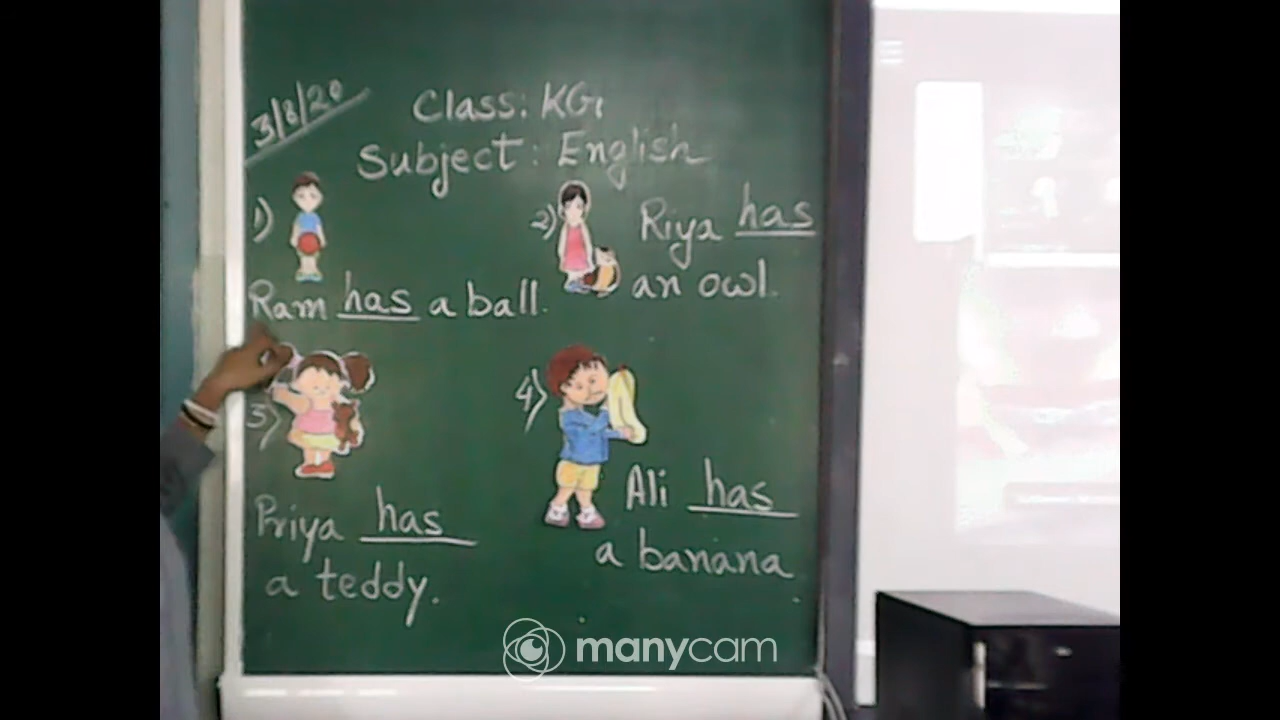 3/8/20
Class: KG1
Subject: English
1)
Ram has a ball.
2) Riya has
an owl.
3)
Priya has
a teddy.
4)
Ali has
a banana.
manycam